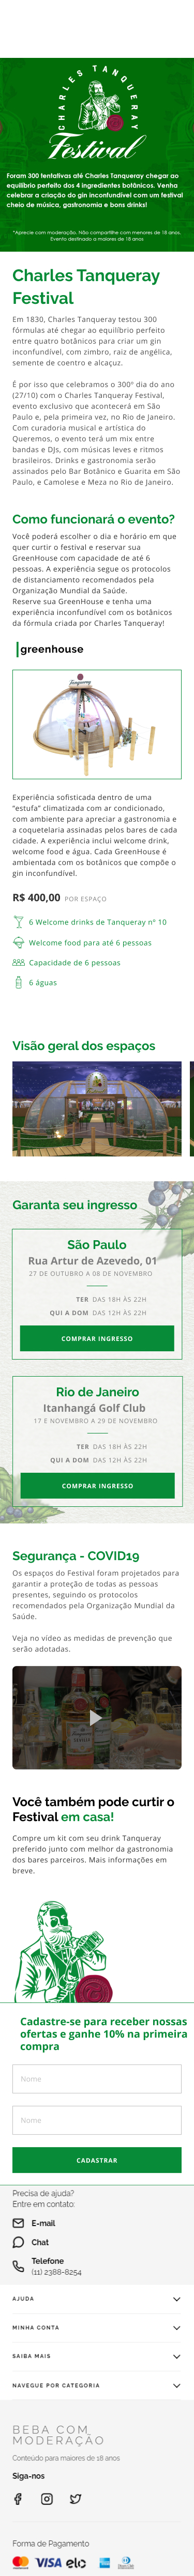 CHARLES TANQUERAY
Festival
Foram 300 tentativas até Charles Tanqueray chegar ao
equilíbrio perfeito dos 4 ingredientes botânicos. Venha
celebrar a criação do gin inconfundível com um festival
cheio de música, gastronomia e bons drinks!
*Aprecie com moderação. Não compartilhe com menores de 18 anos.
Evento destinado a maiores de 18 anos
Charles Tanqueray
Festival
Em 1830, Charles Tanqueray testou 300
fórmulas até chegar ao equilíbrio perfeito
entre quatro botânicos para criar um gin
inconfundível, com zimbro, raiz de angélica,
semente de coentro e alcaçuz.
É por isso que celebramos o 300º dia do ano
(27/10) com o Charles Tanqueray Festival,
evento exclusivo que acontecerá em São
Paulo e, pela primeira vez, no Rio de Janeiro.
Com curadoria musical e artística do
Queremos, o evento terá um mix entre
bandas e DJs, com músicas leves e ritmos
brasileiros. Drinks e gastronomia serão
assinados pelo Bar Botânico e Guarita em São
Paulo, e Camolese e Meza no Rio de Janeiro.
Como funcionará o evento?
Você poderá escolher o dia e horário em que
quer curtir o festival e reservar sua
GreenHouse com capacidade de até 6
pessoas. A experiência segue os protocolos
de distanciamento recomendados pela
Organização Mundial da Saúde.
Reserve sua GreenHouse e tenha uma
experiência inconfundível com os botânicos
da fórmula criada por Charles Tanqueray!
greenhouse
Tanqueray
Experiência sofisticada dentro de uma
"estufa" climatizada com ar condicionado,
com ambiente para apreciar a gastronomia e
a coquetelaria assinadas pelos bares de cada
cidade. A experiência inclui welcome drink,
welcome food e água. Cada GreenHouse é
ambientada com os botânicos que compõe o
gin inconfundível.
R$ 400,00 POR ESPAÇO
6 Welcome drinks de Tanqueray nº 10
Welcome food para até 6 pessoas
Capacidade de 6 pessoas
6 águas
Visão geral dos espaços
Garanta seu ingresso
São Paulo
Rua Artur de Azevedo, 01
27 DE OUTUBRO A 08 DE NOVEMBRO
TER DAS 18H ÀS 22H
QUI A DOM DAS 12H ÀS 22H
COMPRAR INGRESSO
Rio de Janeiro
Itanhangá Golf Club
17 E NOVEMBRO A 29 DE NOVEMBRO
TER DAS 18H ÀS 22H
QUI A DOM DAS 12H ÀS 22H
COMPRAR INGRESSO
Segurança - COVID19
Os espaços do Festival foram projetados para
garantir a proteção de todas as pessoas
presentes, seguindo os protocolos
recomendados pela Organização Mundial da
Saúde.
Veja no vídeo as medidas de prevenção que
serão adotadas.
Você também pode curtir o
Festival em casa!
Compre um kit com seu drink Tanqueray
preferido junto com melhor da gastronomia
dos bares parceiros. Mais informações em
breve.
Cadastre-se para receber nossas
ofertas e ganhe 10% na primeira
compra
Nome
Nome
CADASTRAR
Precisa de ajuda?
Entre em contato:
E-mail
Chat
Telefone
(11) 2388-8254
AJUDA
MINHA CONTA
SAIBA MAIS
NAVEGUE POR CATEGORIA
BEBA COM
MODERAÇÃO
Conteúdo para maiores de 18 anos
Siga-nos
Forma de Pagamento
VISA elo